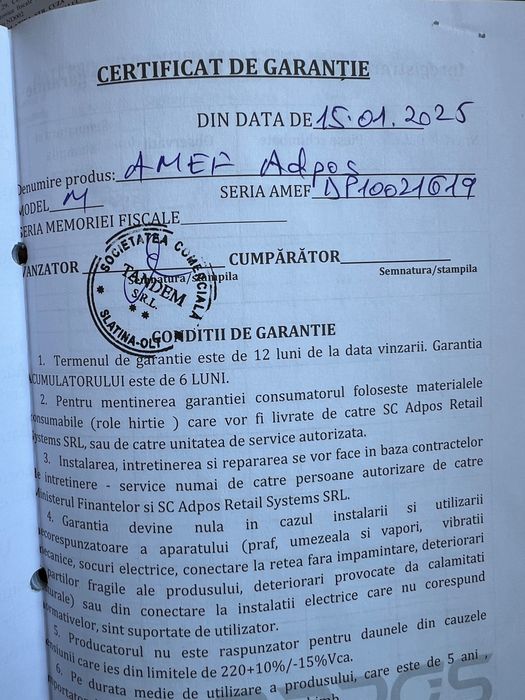 CERTIFICAT DE GARANȚIE
DIN DATA DE 15.01.2025
Denumire produs: AMEF Adpos
MODEL M SERIA AMEF DP10021619
SERIA MEMORIEI FISCALE
VANZATOR CUMPĂRĂTOR
Semnatura/stampila Semnatura/stampila
SOCIETATEA COMERCIALA
TANDEM
S.R.L.
SLATINA-OLT
CONDITII DE GARANTIE
1. Termenul de garantie este de 12 luni de la data vinzarii. Garantia
ACUMULATORULUI este de 6 LUNI.
2. Pentru mentinerea garantiei consumatorul foloseste materialele
consumabile (role hirtie ) care vor fi livrate de catre SC Adpos Retail
Systems SRL, sau de catre unitatea de service autorizata.
3. Instalarea, intretinerea si repararea se vor face in baza contractelor
de intretinere - service numai de catre persoane autorizare de catre
Ministerul Finantelor si SC Adpos Retail Systems SRL.
4. Garantia devine nula in cazul instalarii si utilizarii
necorespunzatoare a aparatului (praf, umezeala si vapori, vibratii
mecanice, socuri electrice, conectare la retea fara impamintare, deteriorari
partilor fragile ale produsului, deteriorari provocate da calamitati
naturale) sau din conectare la instalatii electrice care nu corespund
normativelor, sint suportate de utilizator.
5. Producatorul nu este raspunzator pentru daunele din cauzele
tensiunii care ies din limitele de 220+10%/-15%Vca.
6. Pe durata medie de utilizare a produsului, care este de 5 ani ,